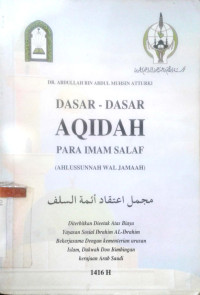 DR. ABDULLAH BIN ABDUL MUHSIN ATTURKI
DASAR - DASAR
AQIDAH
PARA IMAM SALAF
(AHLUSSUNNAH WAL JAMAAH)
مجمل اعتقاد أئمة السلف
Diterbitkan Dicetak Atas Biaya
Yayasan Sosial Ibrahim AL-Ibrahim
Bekerjasama Dengan kementerian urusan
Islam, Dakwah Dan Bimbingan
kerajaan Arab Saudi
1416 H